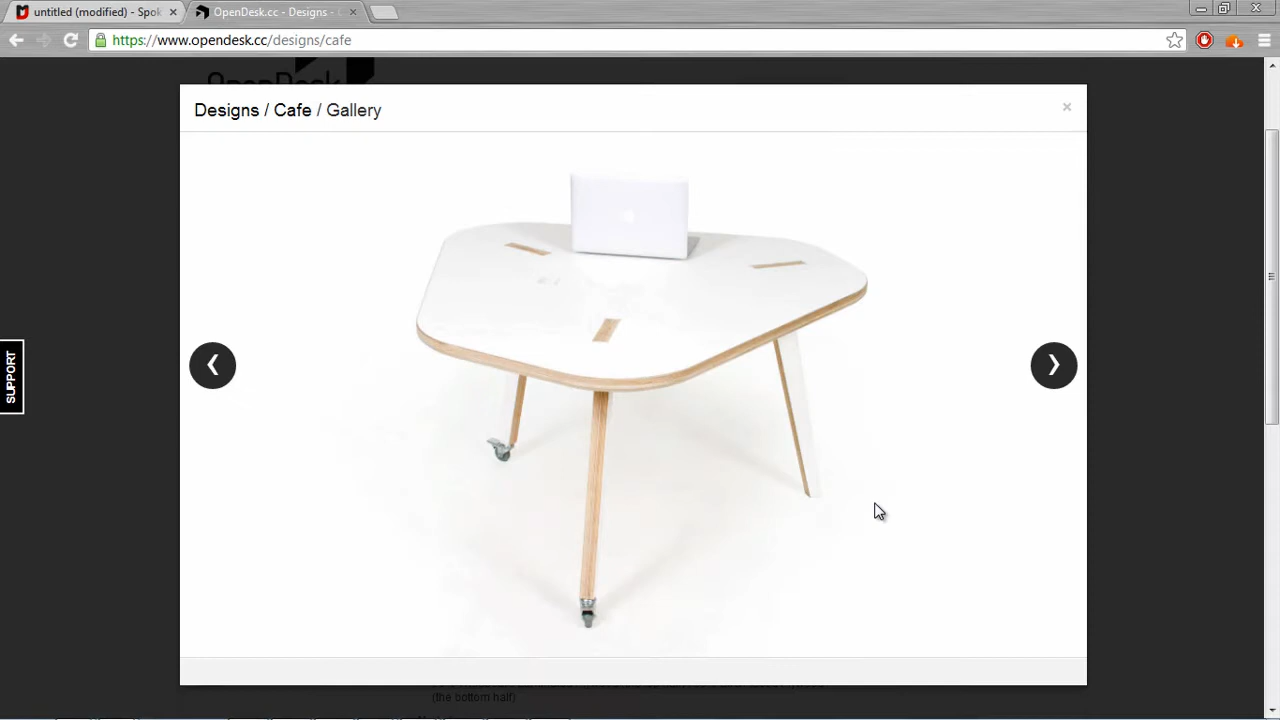 untitled (modified) - Spok
OpenDesk.cc - Designs -
https://www.opendesk.cc/designs/cafe
OpenDesk
Designs / Cafe / Gallery
SUPPORT
(the bottom half)